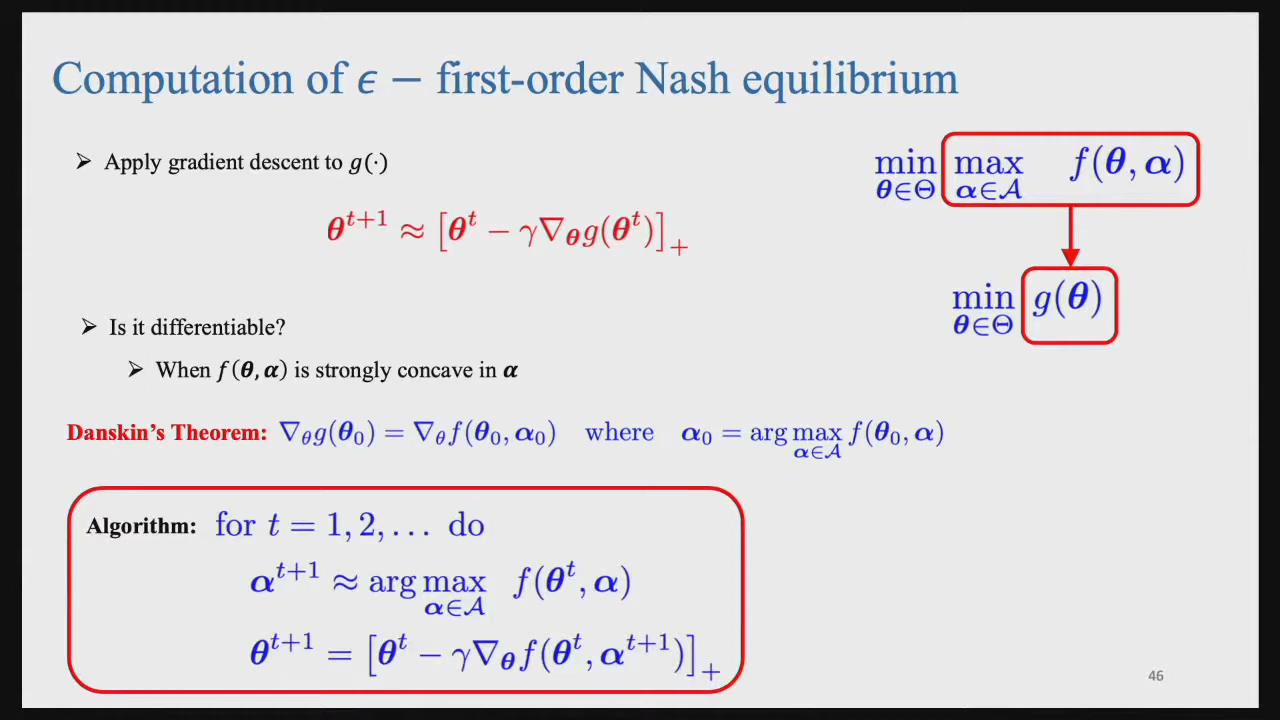 Computation of ϵ − first-order Nash equilibrium
➢ Apply gradient descent to g(·)
θ^{t+1} ≈ [θ^t − γ∇_θ g(θ^t)]_+
min_{θ∈Θ} max_{α∈𝒜} f(θ, α)
min_{θ∈Θ} g(θ)
➢ Is it differentiable?
➢ When f(θ, α) is strongly concave in α
Danskin's Theorem: ∇_θ g(θ_0) = ∇_θ f(θ_0, α_0) where α_0 = arg max_{α∈𝒜} f(θ_0, α)
Algorithm: for t = 1, 2, . . . do
α^{t+1} ≈ arg max_{α∈𝒜} f(θ^t, α)
θ^{t+1} = [θ^t − γ∇_θ f(θ^t, α^{t+1})]_+
46